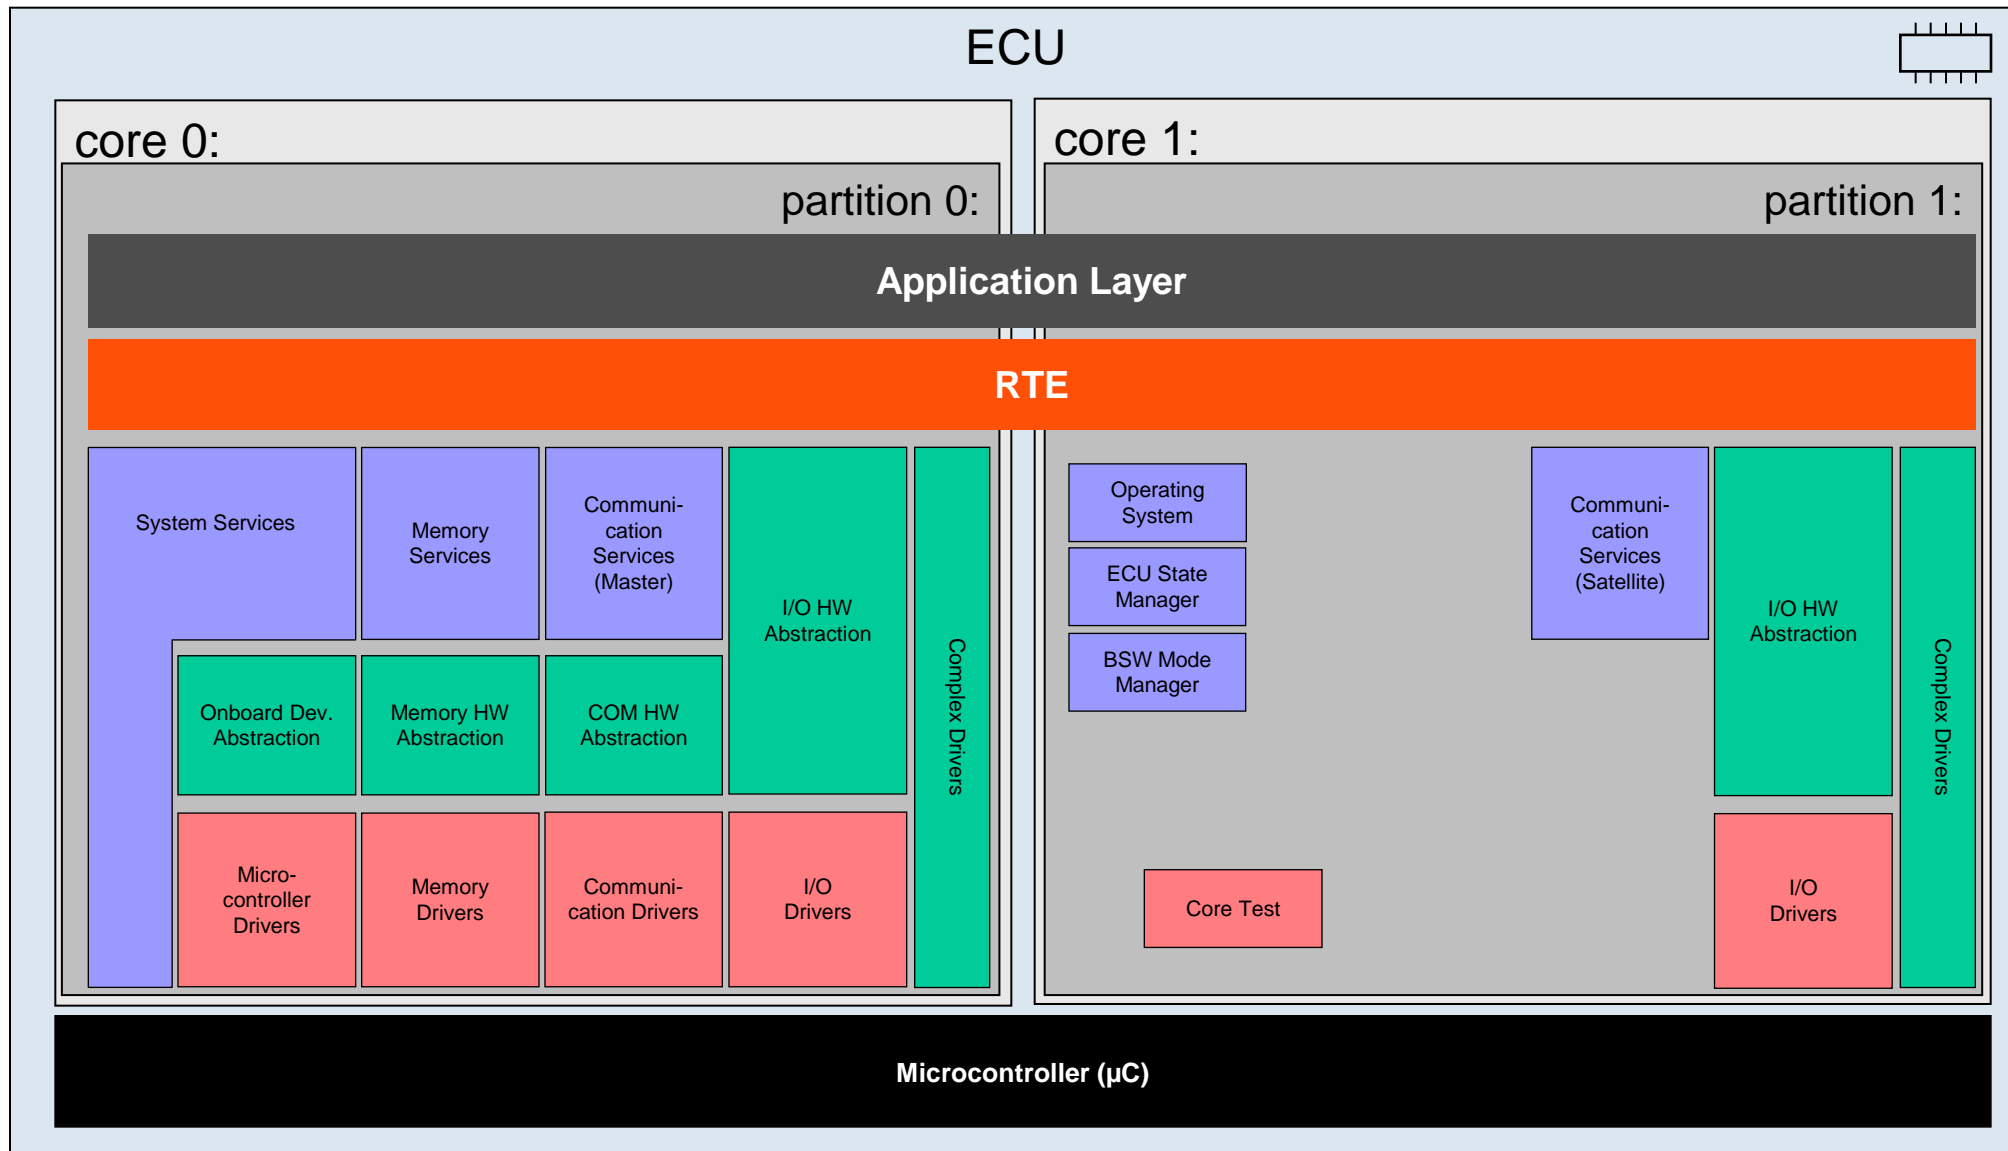 ECU
core 0:
core 1:
partition 0:
partition 1:
Application Layer
RTE
System Services
Memory
Services
Communi-
cation
Services
(Master)
I/O HW
Abstraction
Complex Drivers
Onboard Dev.
Abstraction
Memory HW
Abstraction
COM HW
Abstraction
Micro-
controller
Drivers
Memory
Drivers
Communi-
cation Drivers
I/O
Drivers
Operating
System
ECU State
Manager
BSW Mode
Manager
Communi-
cation
Services
(Satellite)
I/O HW
Abstraction
Complex Drivers
Core Test
I/O
Drivers
Microcontroller (µC)